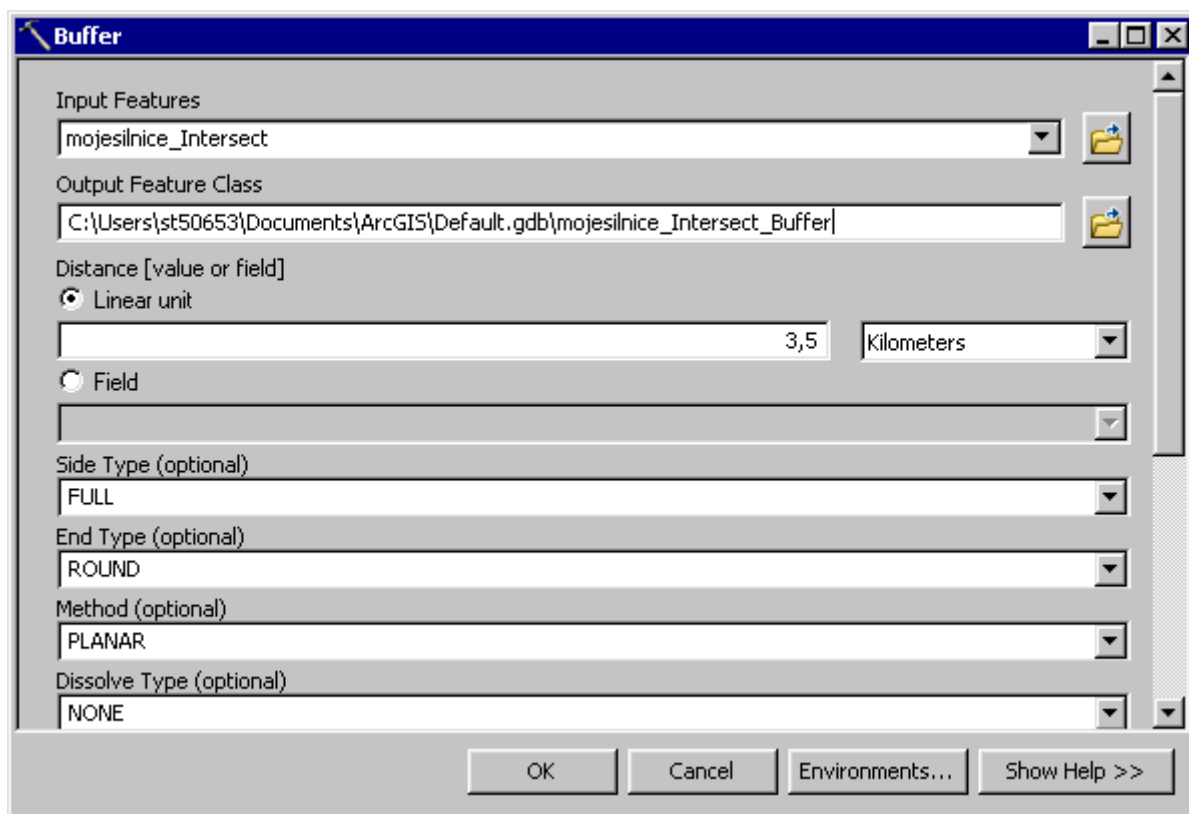 Buffer
Input Features
mojesilnice_Intersect
Output Feature Class
C:\Users\st50653\Documents\ArcGIS\Default.gdb\mojesilnice_Intersect_Buffer
Distance [value or field]
Linear unit
3,5 Kilometers
Field
Side Type (optional)
FULL
End Type (optional)
ROUND
Method (optional)
PLANAR
Dissolve Type (optional)
NONE
OK Cancel Environments... Show Help >>